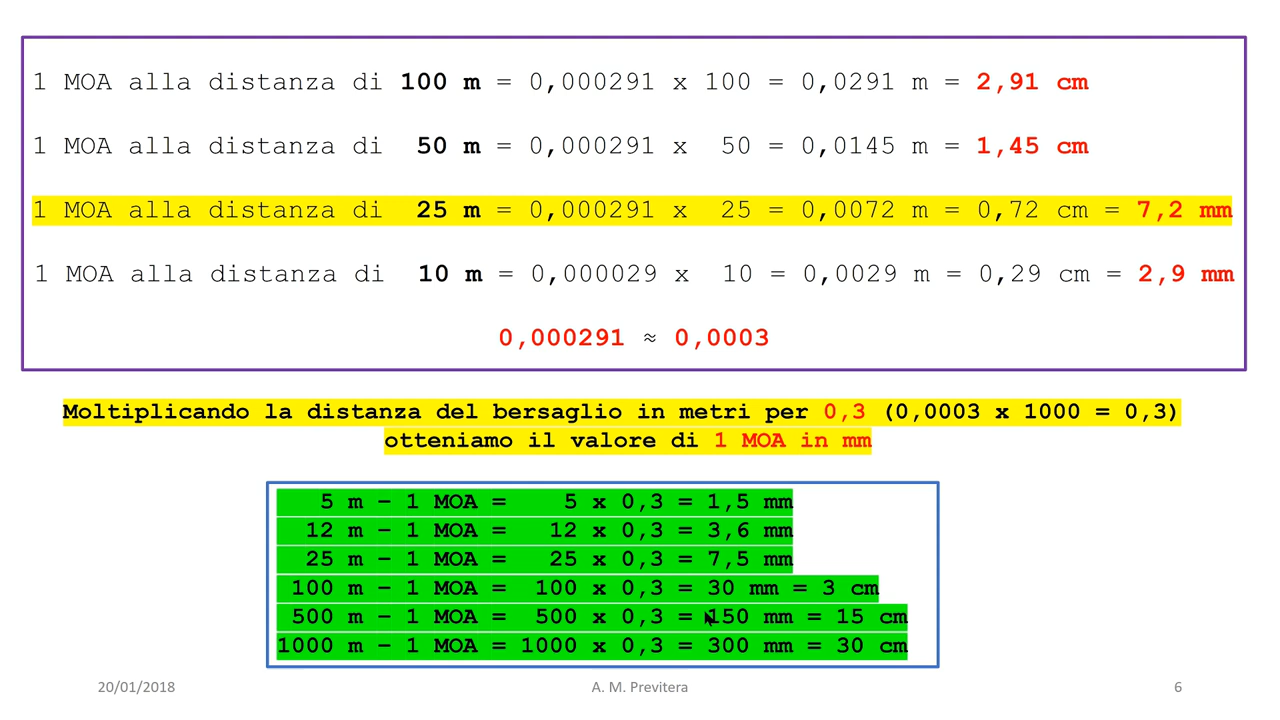 1 MOA alla distanza di 100 m = 0,000291 x 100 = 0,0291 m = 2,91 cm
1 MOA alla distanza di 50 m = 0,000291 x 50 = 0,0145 m = 1,45 cm
1 MOA alla distanza di 25 m = 0,000291 x 25 = 0,0072 m = 0,72 cm = 7,2 mm
1 MOA alla distanza di 10 m = 0,000029 x 10 = 0,0029 m = 0,29 cm = 2,9 mm
0,000291 ≈ 0,0003
Moltiplicando la distanza del bersaglio in metri per 0,3 (0,0003 x 1000 = 0,3)
otteniamo il valore di 1 MOA in mm
5 m – 1 MOA = 5 x 0,3 = 1,5 mm
12 m – 1 MOA = 12 x 0,3 = 3,6 mm
25 m – 1 MOA = 25 x 0,3 = 7,5 mm
100 m – 1 MOA = 100 x 0,3 = 30 mm = 3 cm
500 m – 1 MOA = 500 x 0,3 = 150 mm = 15 cm
1000 m – 1 MOA = 1000 x 0,3 = 300 mm = 30 cm
20/01/2018
A. M. Previtera
6